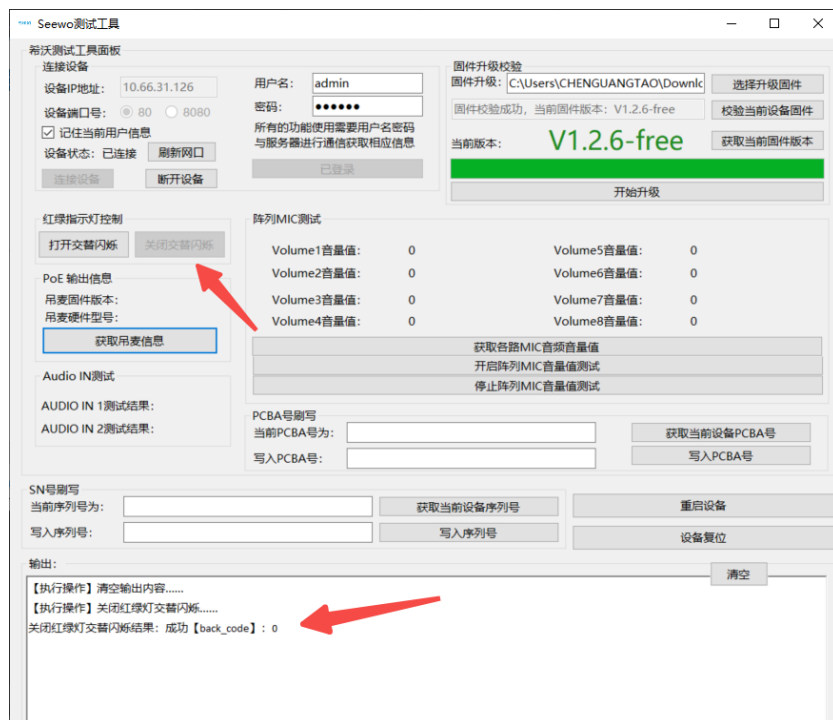 Seewo测试工具
希沃测试工具面板
连接设备
设备IP地址: 10.66.31.126
设备端口号: 80 8080
记住当前用户信息
设备状态: 已连接 刷新网口
连接设备 断开设备
用户名: admin
密码: ●●●●●●
所有的功能使用需要用户名密码
与服务器进行通信获取相应信息
已登录
固件升级校验
固件升级: C:\Users\CHENGUANGTAO\Downlc 选择升级固件
固件校验成功，当前固件版本: V1.2.6-free 校验当前设备固件
当前版本: V1.2.6-free 获取当前固件版本
开始升级
红绿指示灯控制
打开交替闪烁 关闭交替闪烁
PoE 输出信息
吊麦固件版本:
吊麦硬件型号:
获取吊麦信息
Audio IN测试
AUDIO IN 1测试结果:
AUDIO IN 2测试结果:
阵列MIC测试
Volume1音量值: 0 Volume5音量值: 0
Volume2音量值: 0 Volume6音量值: 0
Volume3音量值: 0 Volume7音量值: 0
Volume4音量值: 0 Volume8音量值: 0
获取各路MIC音频音量值
开启阵列MIC音量值测试
停止阵列MIC音量值测试
PCBA号刷写
当前PCBA号为: 获取当前设备PCBA号
写入PCBA号: 写入PCBA号
SN号刷写
当前序列号为: 获取当前设备序列号
写入序列号: 写入序列号
重启设备
设备复位
输出:
清空
【执行操作】清空输出内容......
【执行操作】关闭红绿灯交替闪烁......
关闭红绿灯交替闪烁结果: 成功【back_code】: 0